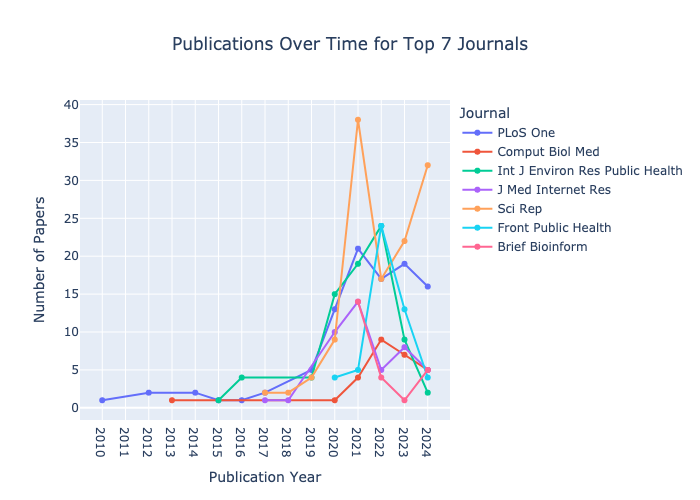 Publications Over Time for Top 7 Journals
Journal
PLoS One
Comput Biol Med
Int J Environ Res Public Health
J Med Internet Res
Sci Rep
Front Public Health
Brief Bioinform
Number of Papers
40
35
30
25
20
15
10
5
0
2010
2011
2012
2013
2014
2015
2016
2017
2018
2019
2020
2021
2022
2023
2024
Publication Year